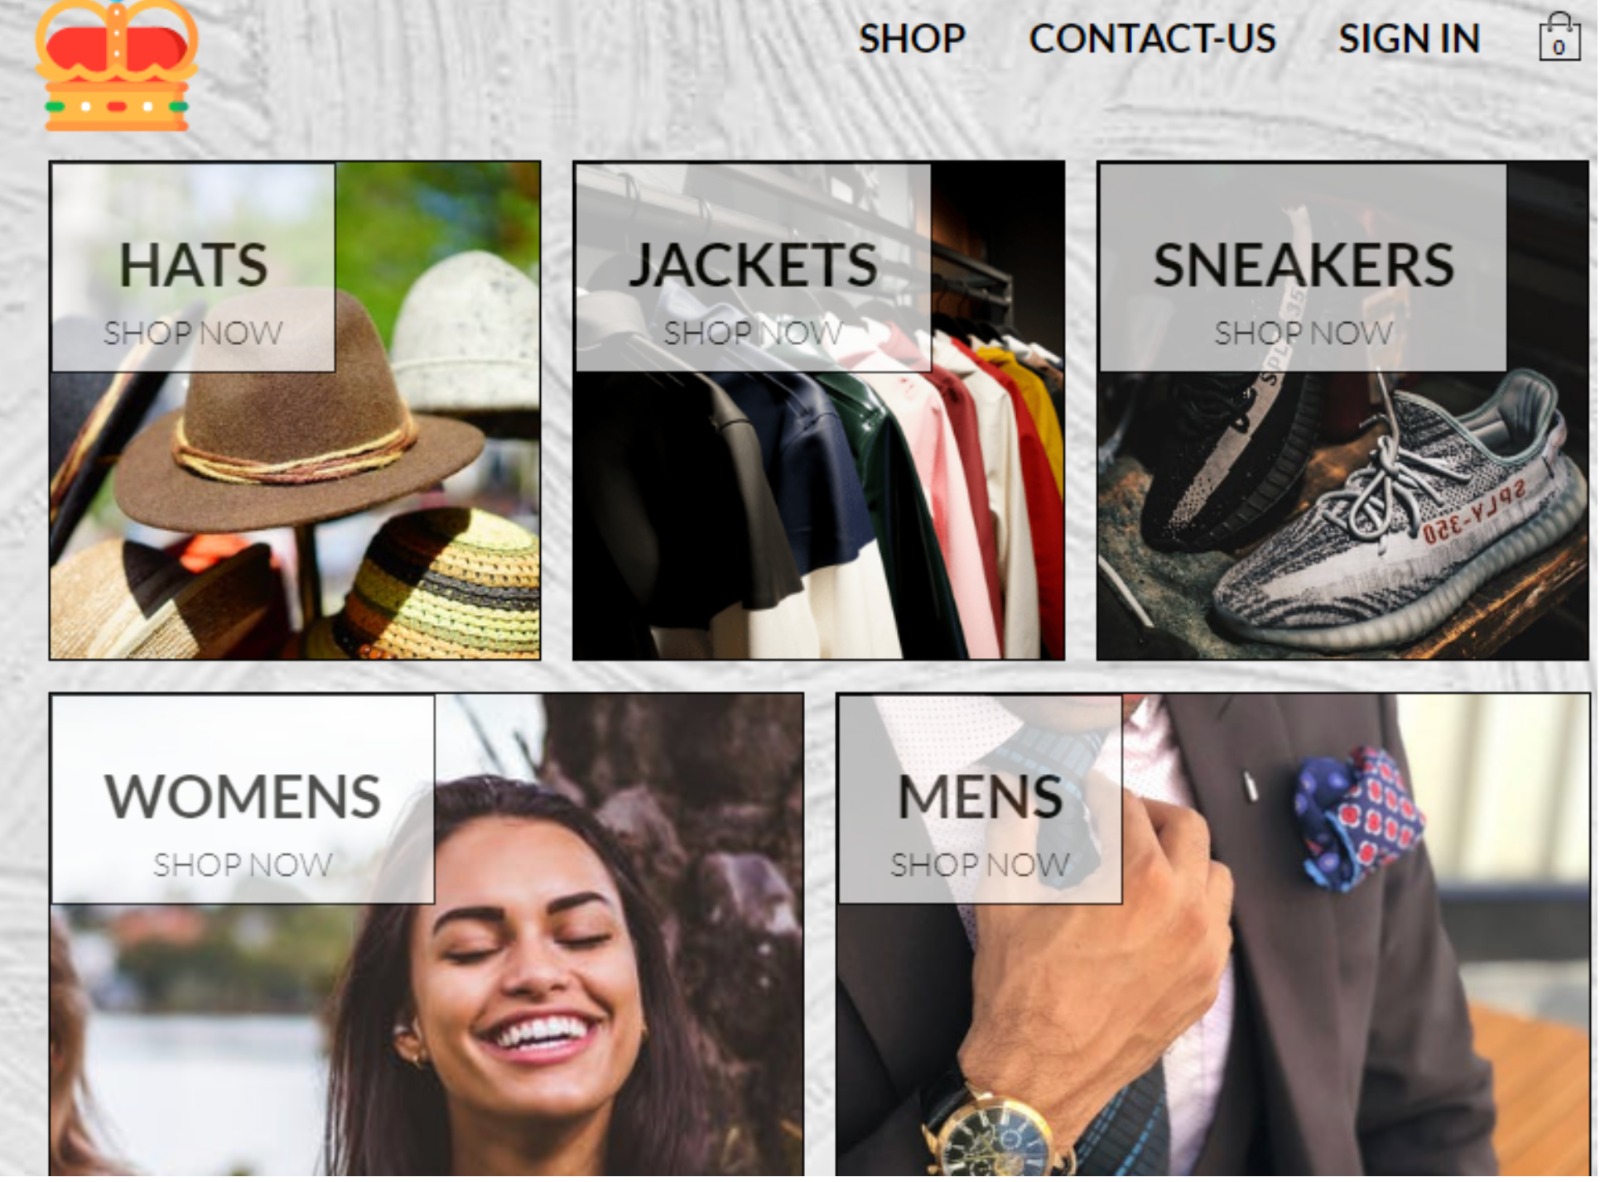 SHOP CONTACT-US SIGN IN 0
HATS
SHOP NOW
JACKETS
SHOP NOW
SNEAKERS
SHOP NOW
SPLY-350
WOMENS
SHOP NOW
MENS
SHOP NOW